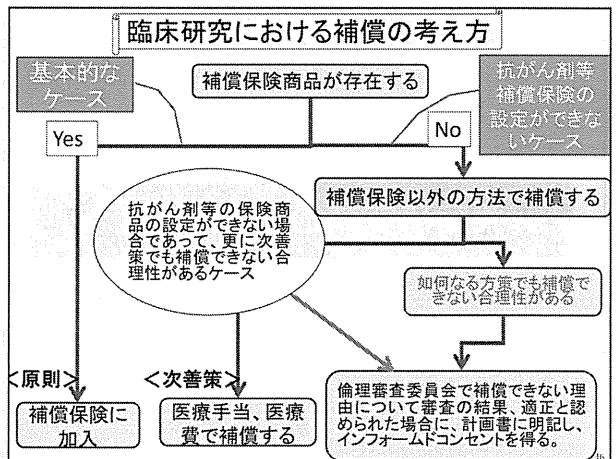 臨床研究における補償の考え方
基本的な
ケース
補償保険商品が存在する
抗がん剤等
補償保険の
設定ができな
いケース
Yes
No
補償保険以外の方法で補償する
抗がん剤等の保険商
品の設定ができない場
合であって、更に次善
策でも補償できない合
理性があるケース
如何なる方策でも補償で
きない合理性がある
<原則>
<次善策>
補償保険に
加入
医療手当、医療
費で補償する
倫理審査委員会で補償できない理
由について審査の結果、適正と認
められた場合に、計画書に明記し、
インフォームドコンセントを得る。